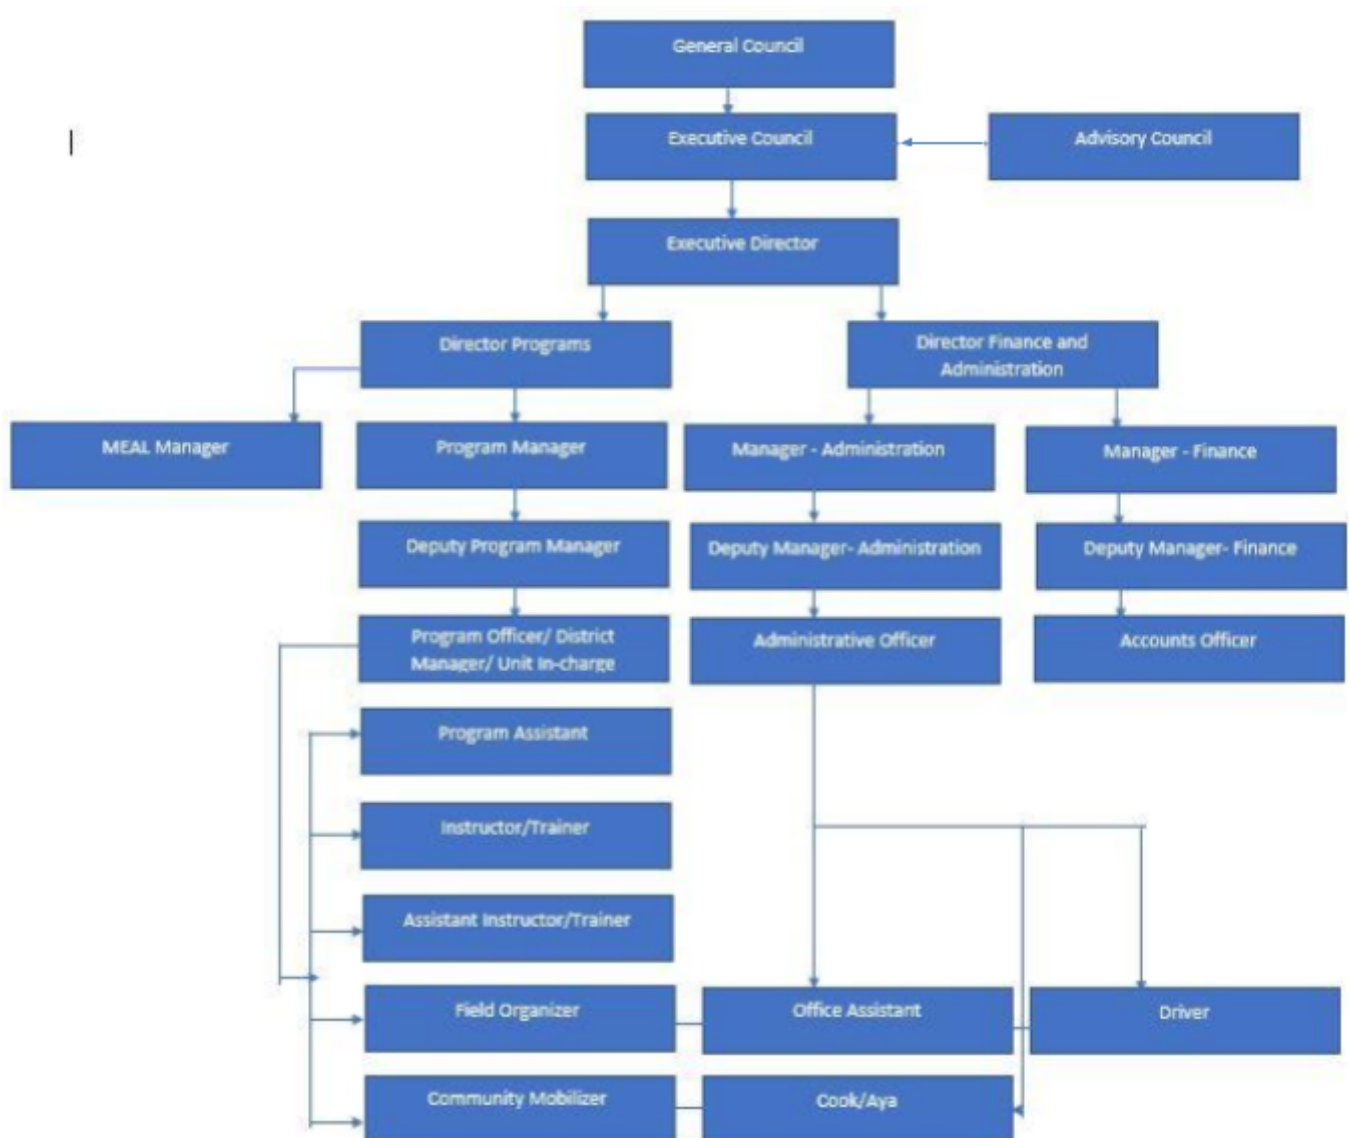 General Council
Executive Council
Advisory Council
Executive Director
Director Programs
Director Finance and
Administration
MEAL Manager
Program Manager
Manager - Administration
Manager - Finance
Deputy Program Manager
Deputy Manager- Administration
Deputy Manager- Finance
Program Officer/ District
Manager/ Unit In-charge
Administrative Officer
Accounts Officer
Program Assistant
Instructor/Trainer
Assistant Instructor/Trainer
Field Organizer
Office Assistant
Driver
Community Mobilizer
Cook/Aya